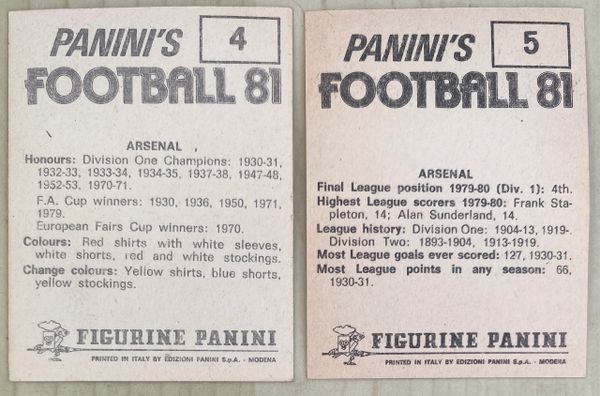 PANINI'S
4
FOOTBALL 81
ARSENAL
Honours: Division One Champions: 1930-31,
1932-33, 1933-34, 1934-35, 1937-38, 1947-48,
1952-53, 1970-71.
F.A. Cup winners: 1930, 1936, 1950, 1971,
1979.
European Fairs Cup winners: 1970.
Colours: Red shirts with white sleeves,
white shorts, red and white stockings.
Change colours: Yellow shirts, blue shorts,
yellow stockings.
FIGURINE PANINI
PRINTED IN ITALY BY EDIZIONI PANINI S.p.A. - MODENA
PANINI'S
5
FOOTBALL 81
ARSENAL
Final League position 1979-80 (Div. 1): 4th.
Highest League scorers 1979-80: Frank Sta-
pleton, 14; Alan Sunderland, 14.
League history: Division One: 1904-13, 1919-.
Division Two: 1893-1904, 1913-1919.
Most League goals ever scored: 127, 1930-31.
Most League points in any season: 66,
1930-31.
FIGURINE PANINI
PRINTED IN ITALY BY EDIZIONI PANINI S.p.A. - MODENA